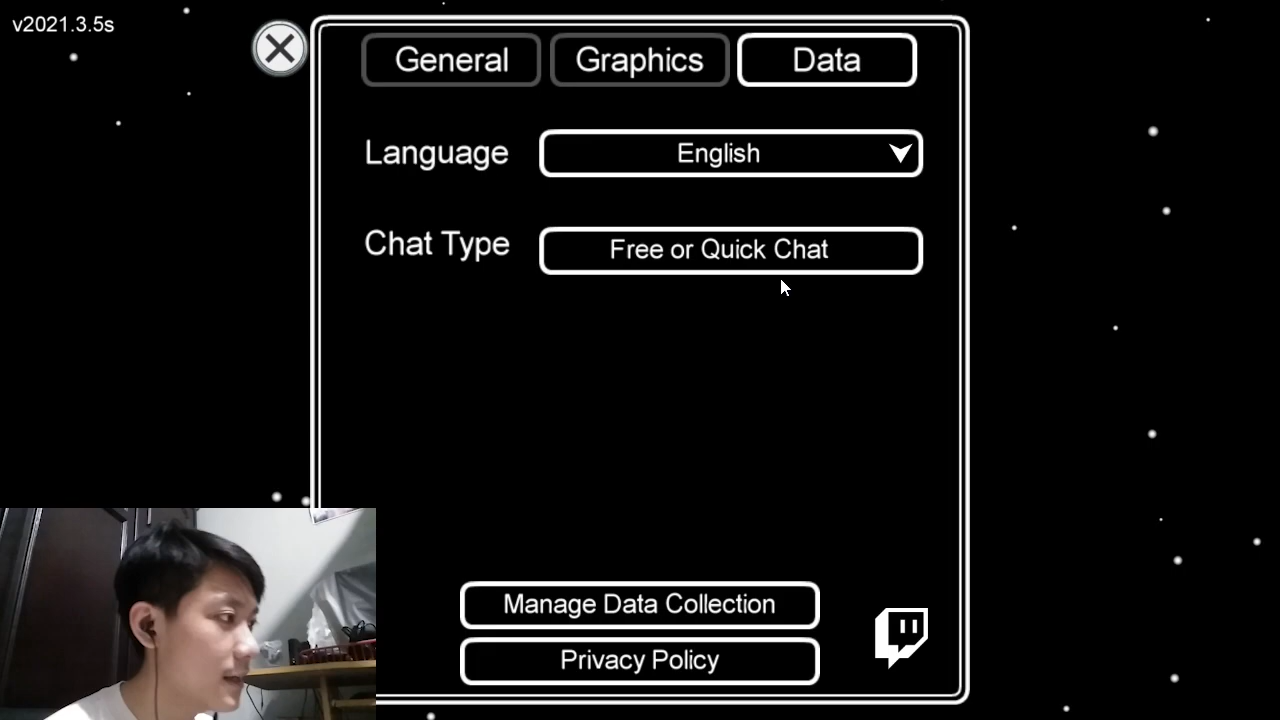 v2021.3.5s
General Graphics Data
Language English
Chat Type Free or Quick Chat
Manage Data Collection
Privacy Policy